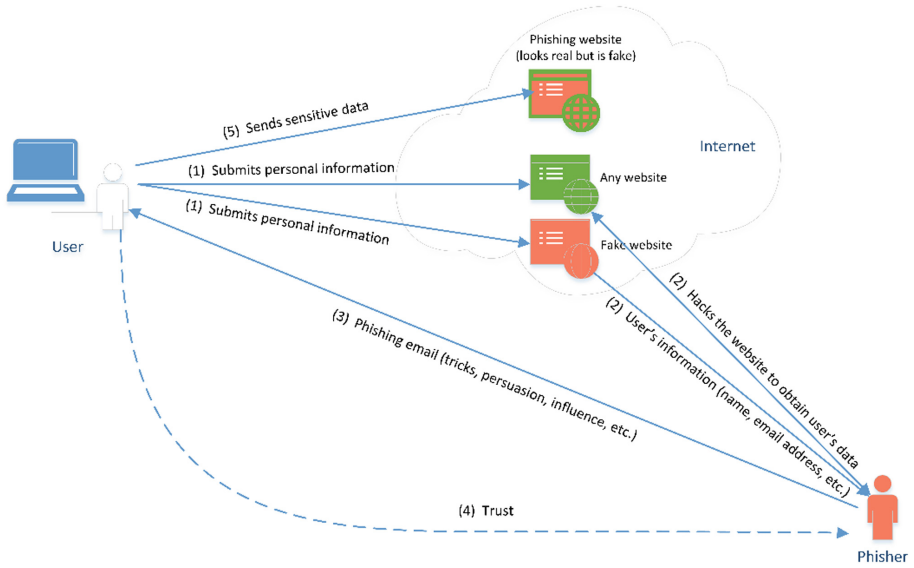 Phishing website
(looks real but is fake)
(5) Sends sensitive data
Internet
(1) Submits personal information
Any website
(1) Submits personal information
Fake website
User
(2) Hacks the website to obtain user's data
(2) User's information (name, email address, etc.)
(3) Phishing email (tricks, persuasion, influence, etc.)
(4) Trust
Phisher